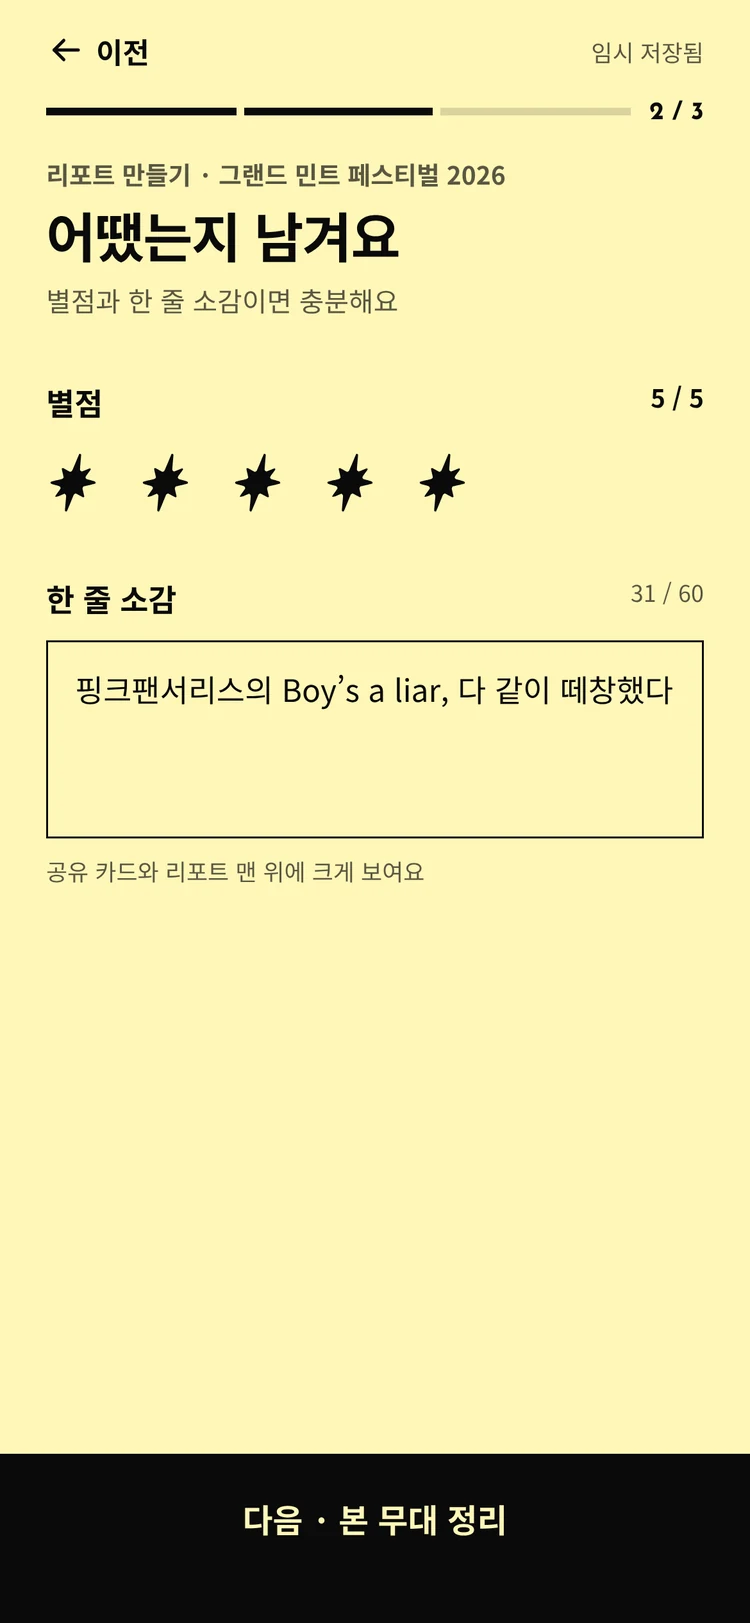 ← 이전
임시 저장됨
2 / 3
리포트 만들기 · 그랜드 민트 페스티벌 2026
어땠는지 남겨요
별점과 한 줄 소감이면 충분해요
별점
5 / 5
한 줄 소감
31 / 60
핑크팬서리스의 Boy’s a liar, 다 같이 떼창했다
공유 카드와 리포트 맨 위에 크게 보여요
다음 · 본 무대 정리